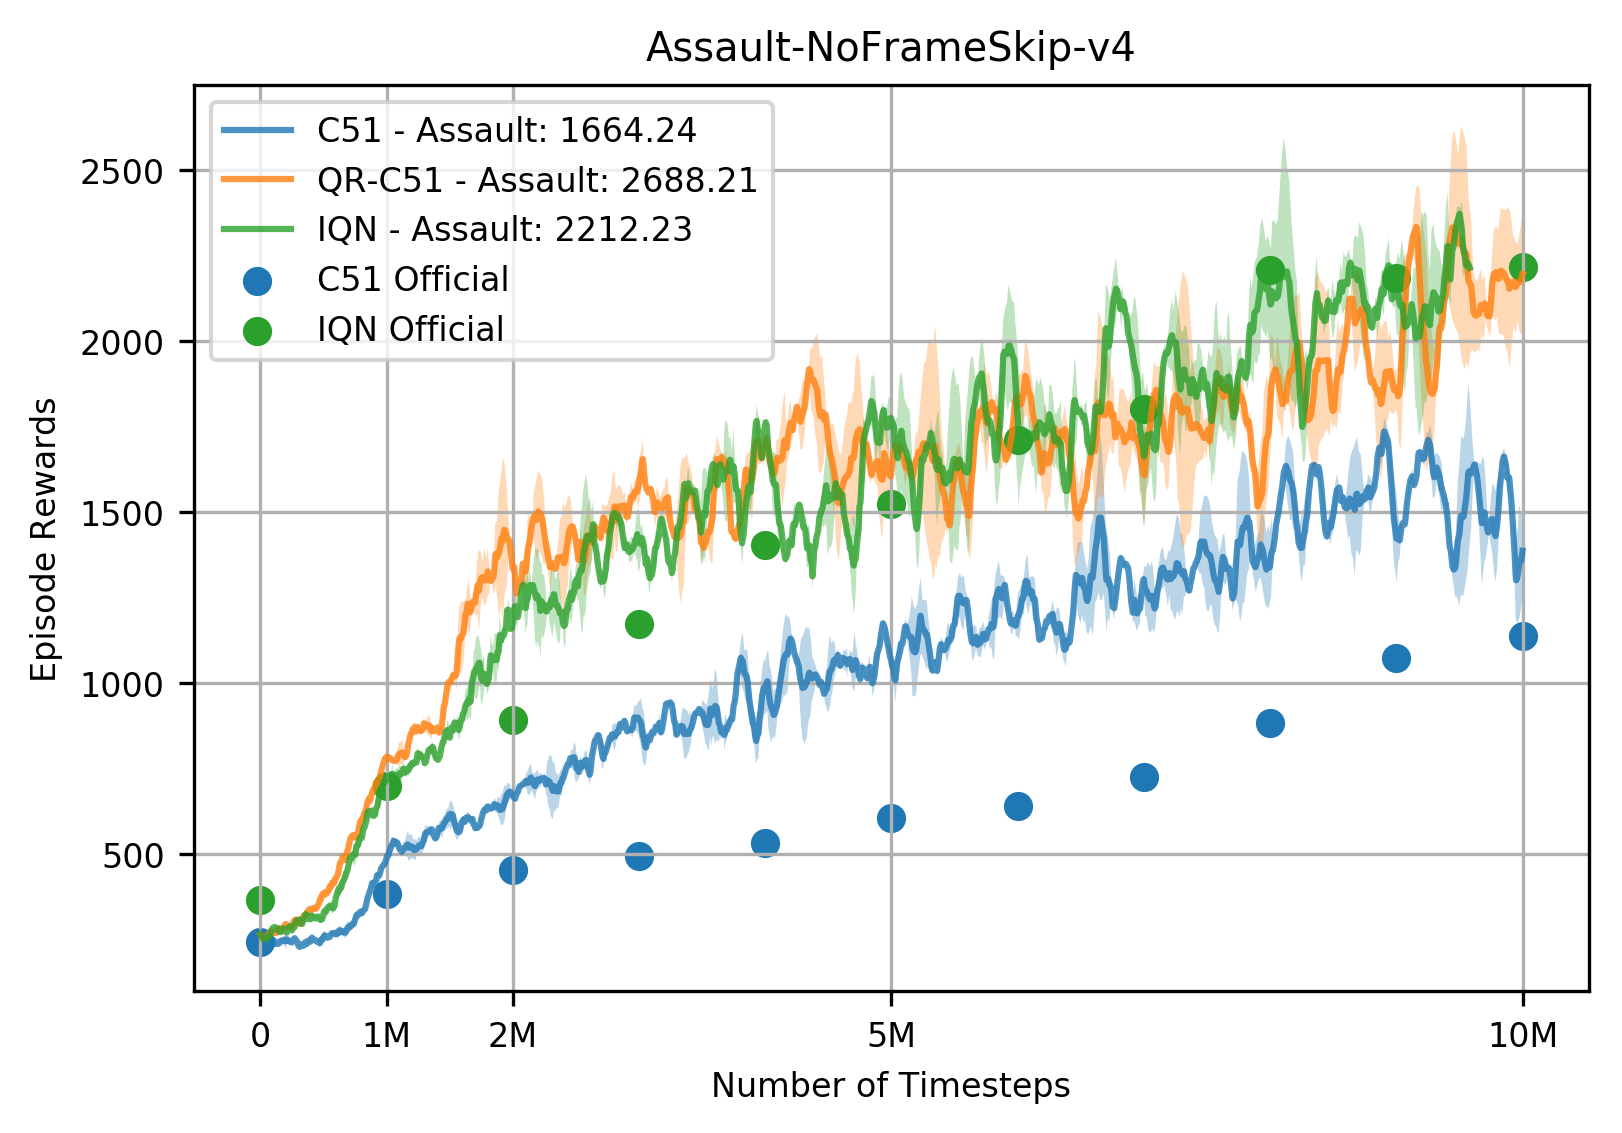 Assault-NoFrameSkip-v4
C51 - Assault: 1664.24
QR-C51 - Assault: 2688.21
IQN - Assault: 2212.23
C51 Official
IQN Official
Episode Rewards
2500
2000
1500
1000
500
0 1M 2M 5M 10M
Number of Timesteps